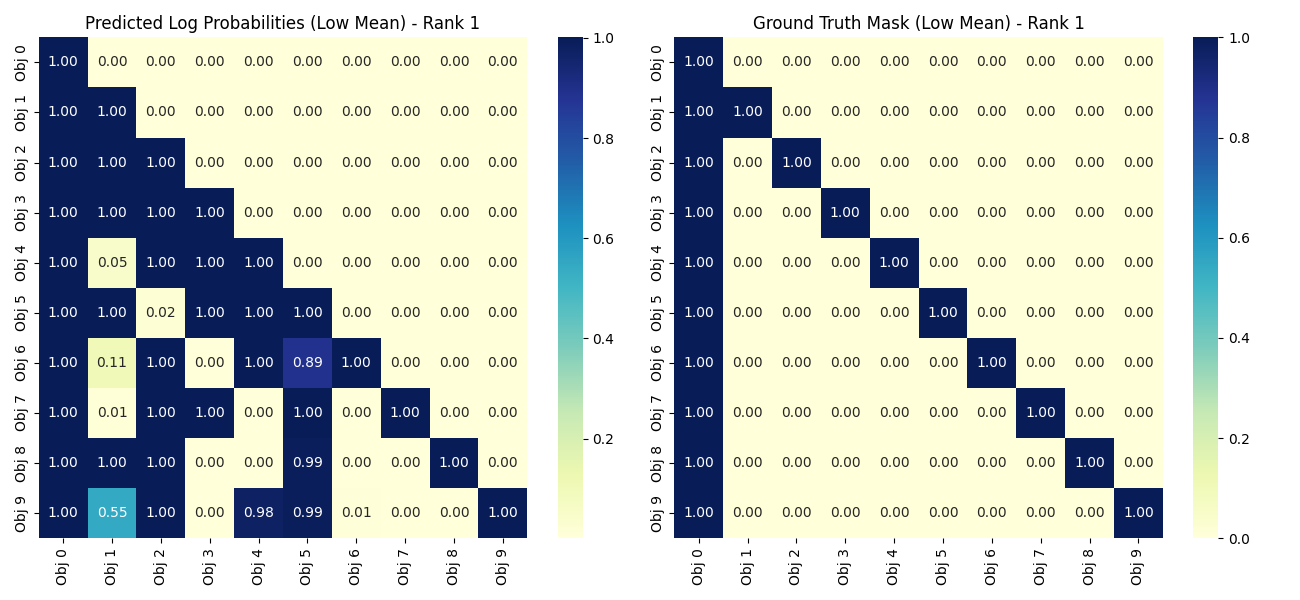 Predicted Log Probabilities (Low Mean) - Rank 1
Obj 0 1.00 0.00 0.00 0.00 0.00 0.00 0.00 0.00 0.00 0.00
Obj 1 1.00 1.00 0.00 0.00 0.00 0.00 0.00 0.00 0.00 0.00
Obj 2 1.00 1.00 1.00 0.00 0.00 0.00 0.00 0.00 0.00 0.00
Obj 3 1.00 1.00 1.00 1.00 0.00 0.00 0.00 0.00 0.00 0.00
Obj 4 1.00 0.05 1.00 1.00 1.00 0.00 0.00 0.00 0.00 0.00
Obj 5 1.00 1.00 0.02 1.00 1.00 1.00 0.00 0.00 0.00 0.00
Obj 6 1.00 0.11 1.00 0.00 1.00 0.89 1.00 0.00 0.00 0.00
Obj 7 1.00 0.01 1.00 1.00 0.00 1.00 0.00 1.00 0.00 0.00
Obj 8 1.00 1.00 1.00 0.00 0.00 0.99 0.00 0.00 1.00 0.00
Obj 9 1.00 0.55 1.00 0.00 0.98 0.99 0.01 0.00 0.00 1.00
Obj 0 Obj 1 Obj 2 Obj 3 Obj 4 Obj 5 Obj 6 Obj 7 Obj 8 Obj 9
1.0
0.8
0.6
0.4
0.2
Ground Truth Mask (Low Mean) - Rank 1
Obj 0 1.00 0.00 0.00 0.00 0.00 0.00 0.00 0.00 0.00 0.00
Obj 1 1.00 1.00 0.00 0.00 0.00 0.00 0.00 0.00 0.00 0.00
Obj 2 1.00 0.00 1.00 0.00 0.00 0.00 0.00 0.00 0.00 0.00
Obj 3 1.00 0.00 0.00 1.00 0.00 0.00 0.00 0.00 0.00 0.00
Obj 4 1.00 0.00 0.00 0.00 1.00 0.00 0.00 0.00 0.00 0.00
Obj 5 1.00 0.00 0.00 0.00 0.00 1.00 0.00 0.00 0.00 0.00
Obj 6 1.00 0.00 0.00 0.00 0.00 0.00 1.00 0.00 0.00 0.00
Obj 7 1.00 0.00 0.00 0.00 0.00 0.00 0.00 1.00 0.00 0.00
Obj 8 1.00 0.00 0.00 0.00 0.00 0.00 0.00 0.00 1.00 0.00
Obj 9 1.00 0.00 0.00 0.00 0.00 0.00 0.00 0.00 0.00 1.00
Obj 0 Obj 1 Obj 2 Obj 3 Obj 4 Obj 5 Obj 6 Obj 7 Obj 8 Obj 9
1.0
0.8
0.6
0.4
0.2
0.0